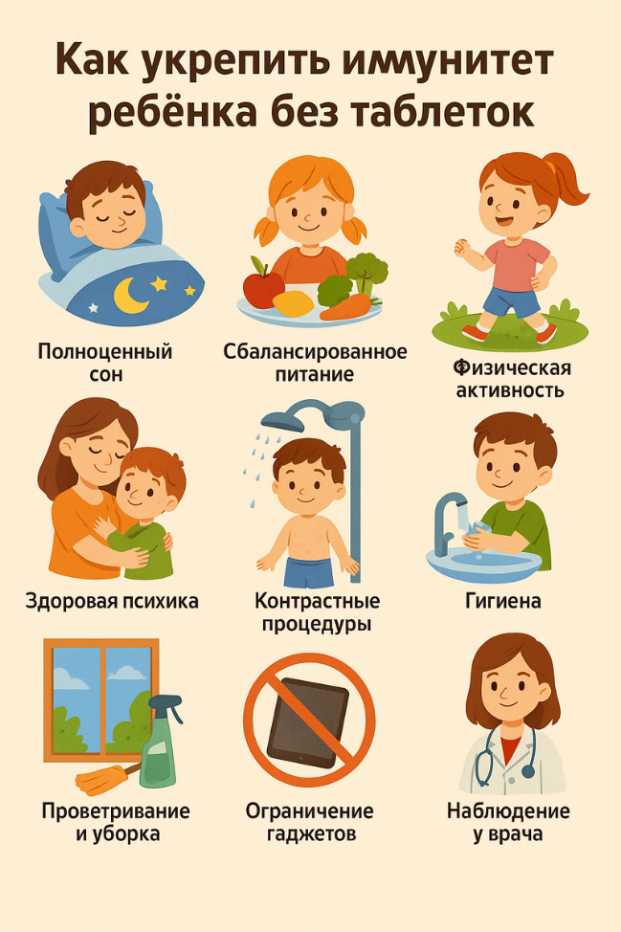 Как укрепить иммунитет
ребёнка без таблеток
Полноценный
сон
Сбалансированное
питание
Физическая
активность
Здоровая психика
Контрастные
процедуры
Гигиена
Проветривание
и уборка
Ограничение
гаджетов
Наблюдение
у врача